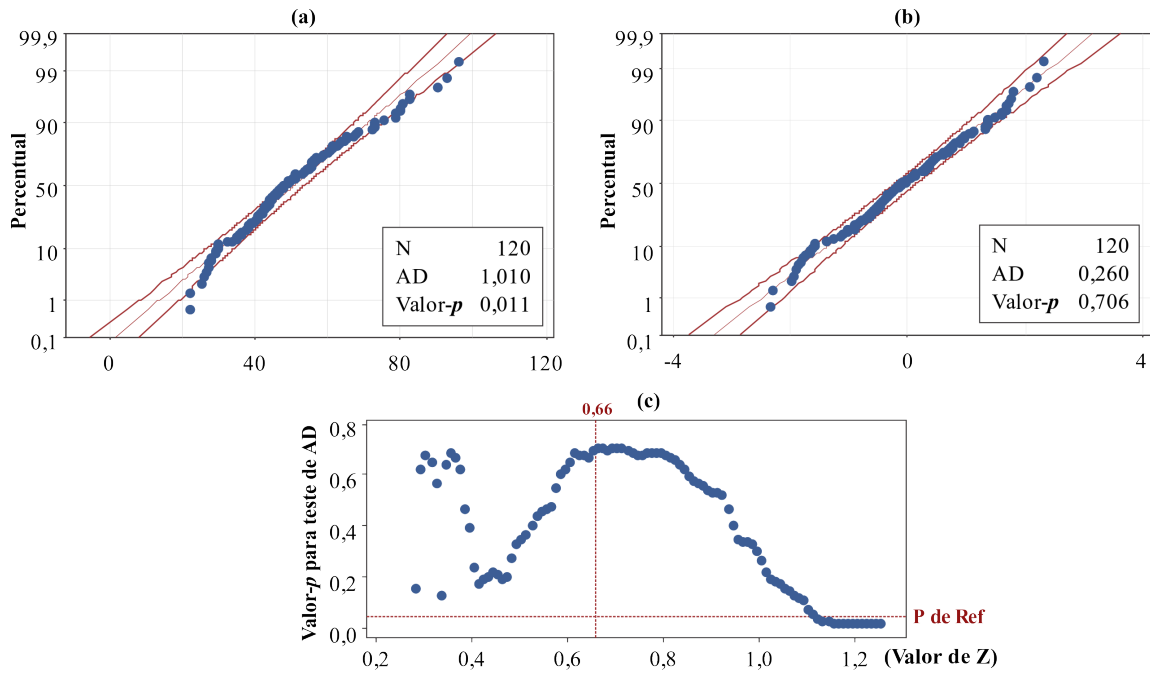 (a)
99,9
99
90
50
10
1
0,1
Percentual
N 120
AD 1,010
Valor-p 0,011
0 40 80 120
(b)
99,9
99
90
50
10
1
0,1
Percentual
N 120
AD 0,260
Valor-p 0,706
-4 0 4
(c)
0,66
0,8
0,6
0,4
0,2
0,0
Valor-p para teste de AD
P de Ref
0,2 0,4 0,6 0,8 1,0 1,2 (Valor de Z)